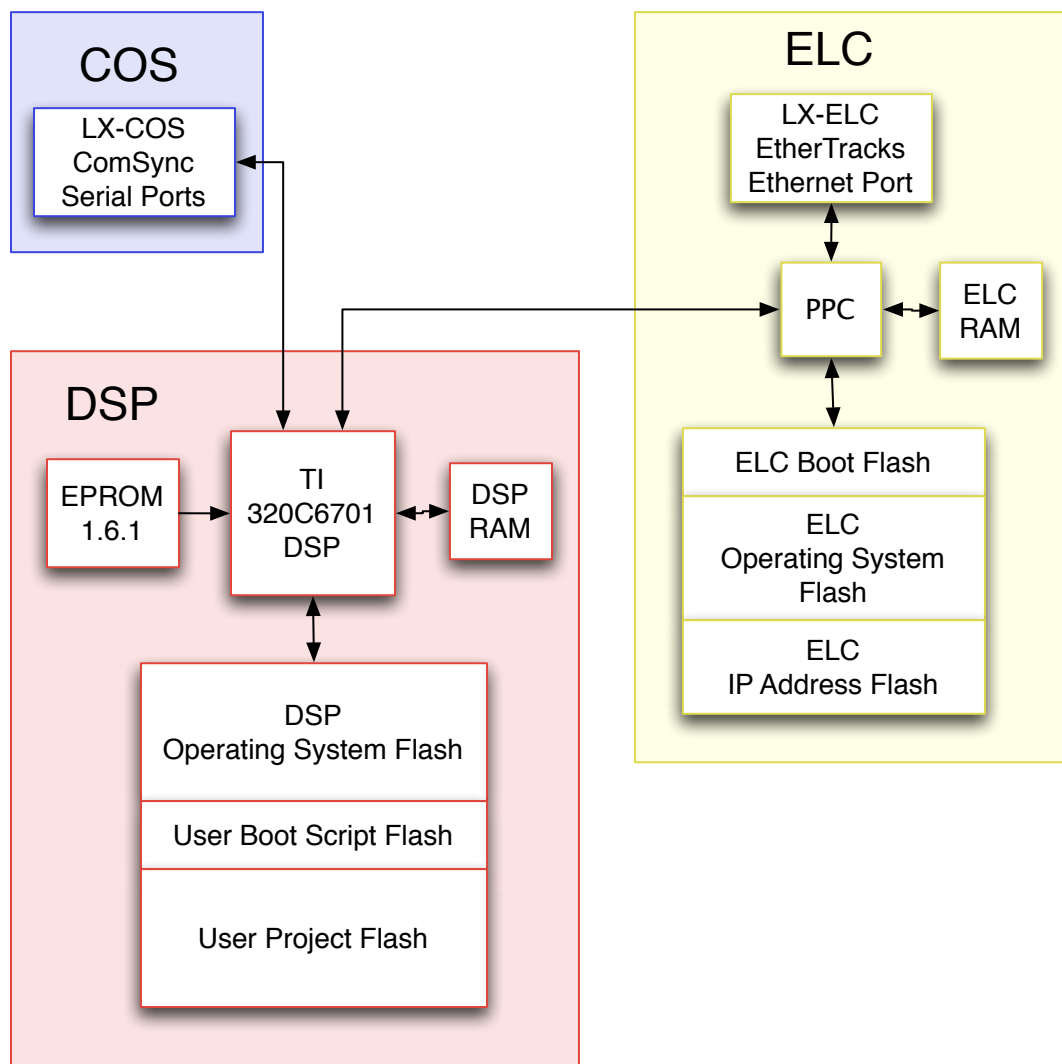 COS
LX-COS
ComSync
Serial Ports
ELC
LX-ELC
EtherTracks
Ethernet Port
PPC
ELC
RAM
ELC Boot Flash
ELC
Operating System
Flash
ELC
IP Address Flash
DSP
EPROM
1.6.1
TI
320C6701
DSP
DSP
RAM
DSP
Operating System Flash
User Boot Script Flash
User Project Flash